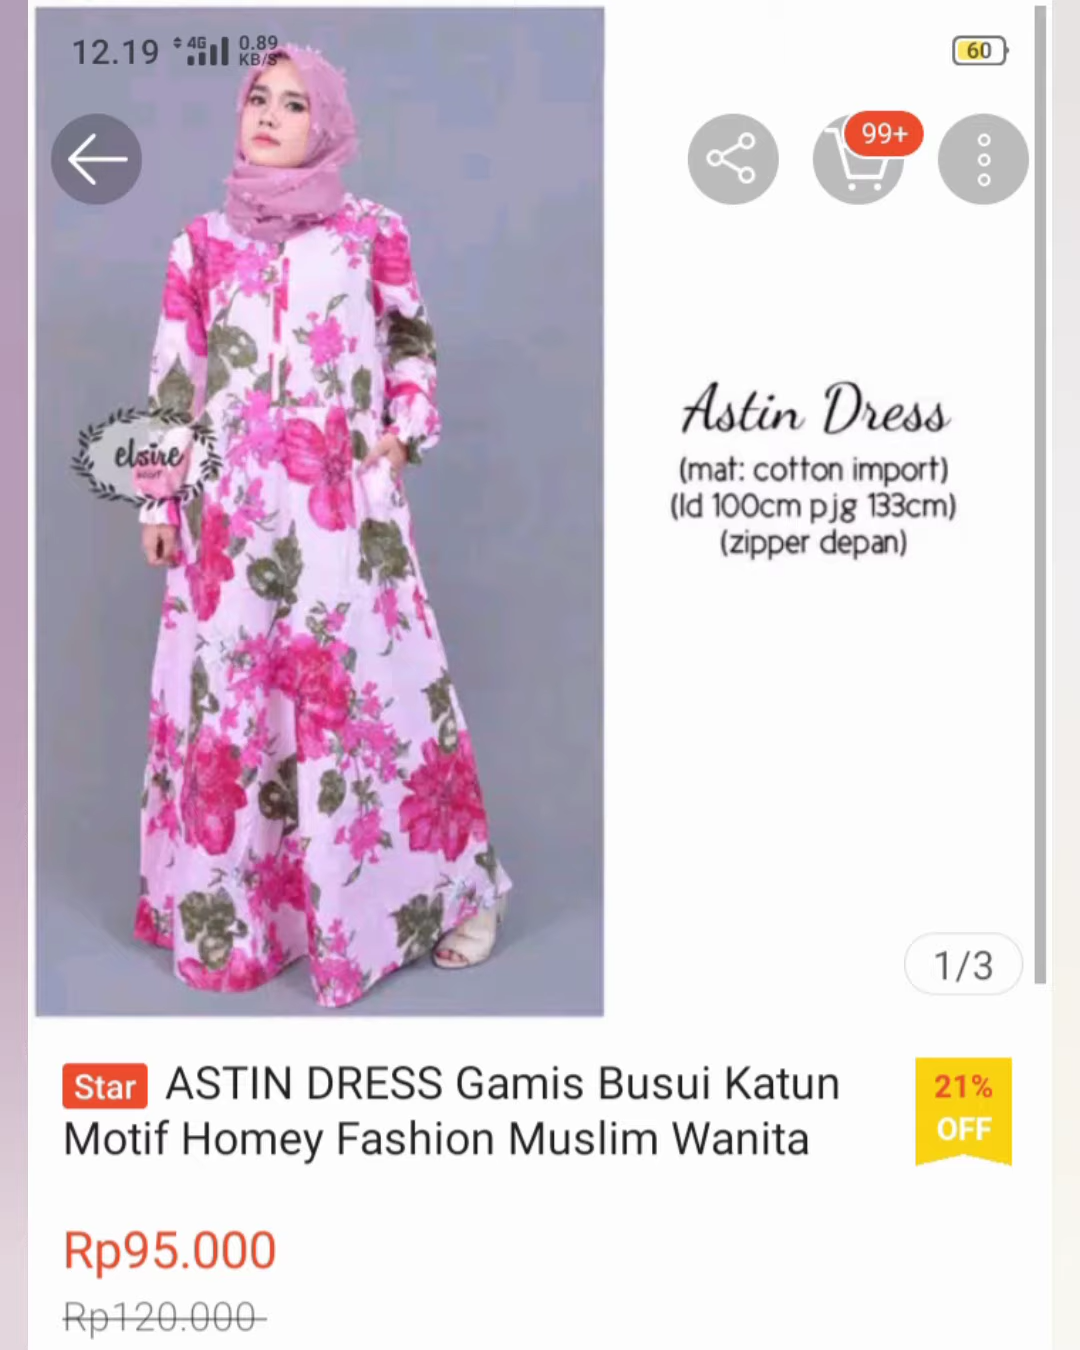 12.19 4G 0.89 KB/S 60
99+
elsire
Astin Dress
(mat: cotton import)
(ld 100cm pjg 133cm)
(zipper depan)
1/3
Star ASTIN DRESS Gamis Busui Katun
Motif Homey Fashion Muslim Wanita
21%
OFF
Rp95.000
Rp120.000